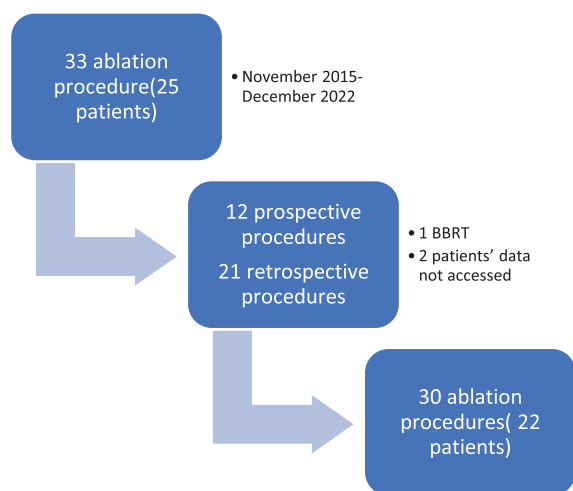 33 ablation
procedure(25
patients)
• November 2015-
December 2022
12 prospective
procedures
21 retrospective
procedures
• 1 BBRT
• 2 patients’ data
not accessed
30 ablation
procedures( 22
patients)